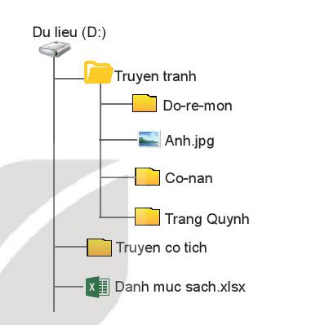 Du lieu (D:)
Truyen tranh
Do-re-mon
Anh.jpg
Co-nan
Trang Quynh
Truyen co tich
Danh muc sach.xlsx